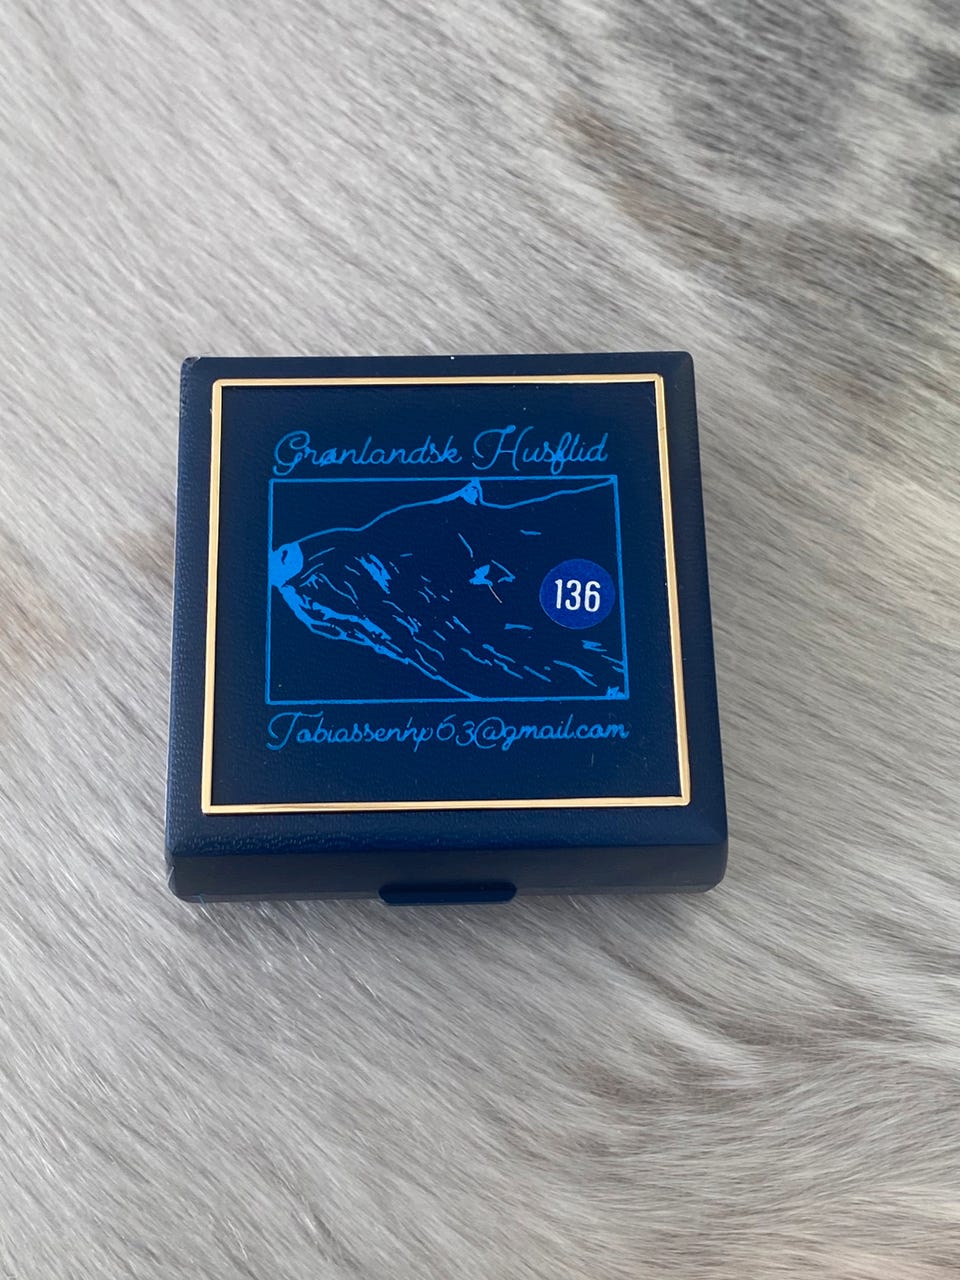 Grønlandsk Husflid
136
Tobiassenhp63@gmail.com